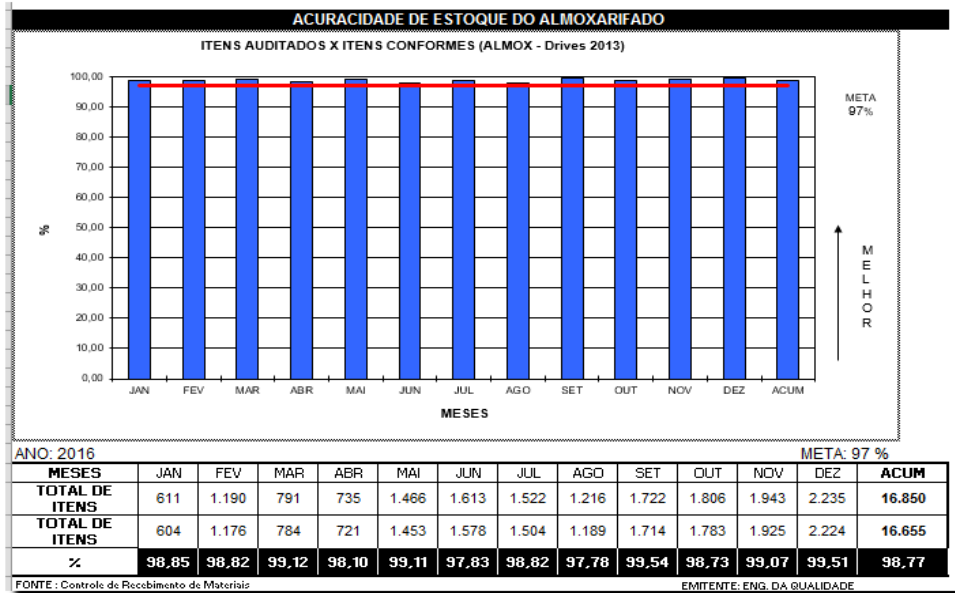 ACURACIDADE DE ESTOQUE DO ALMOXARIFADO
ITENS AUDITADOS X ITENS CONFORMES (ALMOX - Drives 2013)
100,00
90,00
80,00
70,00
60,00
50,00
40,00
30,00
20,00
10,00
0,00
%
META
97%
MELHOR
JAN FEV MAR ABR MAI JUN JUL AGO SET OUT NOV DEZ ACUM
MESES
ANO: 2016 META: 97 %
MESES JAN FEV MAR ABR MAI JUN JUL AGO SET OUT NOV DEZ ACUM
TOTAL DE ITENS 611 1.190 791 735 1.466 1.613 1.522 1.216 1.722 1.806 1.943 2.235 16.850
TOTAL DE ITENS 604 1.176 784 721 1.453 1.578 1.504 1.189 1.714 1.783 1.925 2.224 16.655
% 98,85 98,82 99,12 98,10 99,11 97,83 98,82 97,78 99,54 98,73 99,07 99,51 98,77
FONTE : Controle de Recebimento de Materiais EMITENTE: ENG. DA QUALIDADE